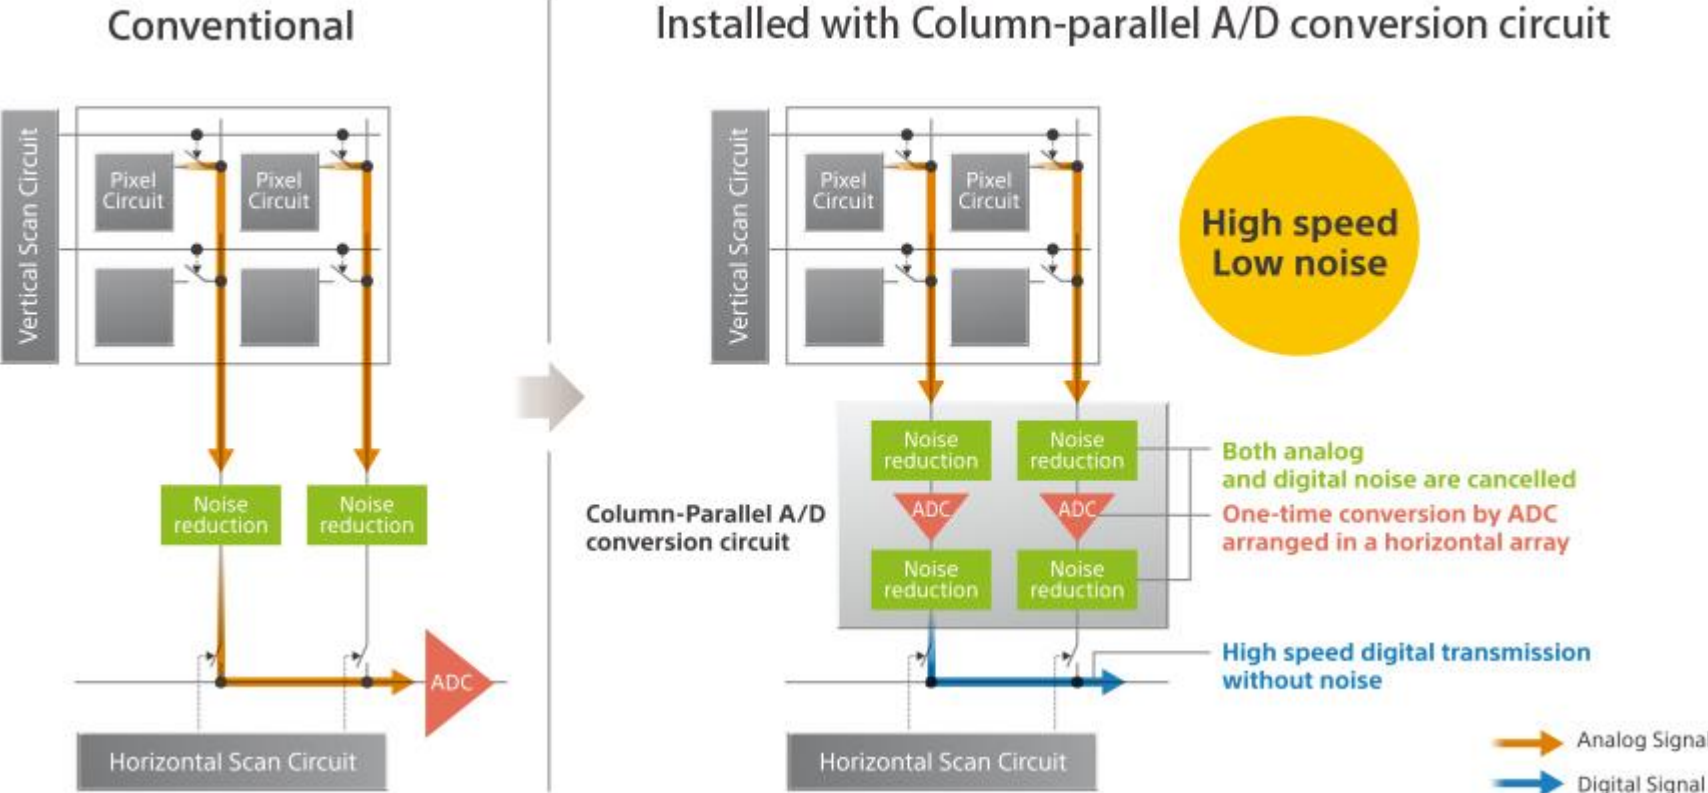 Conventional
Vertical Scan Circuit
Pixel
Circuit
Pixel
Circuit
Noise
reduction
Noise
reduction
ADC
Horizontal Scan Circuit
Installed with Column-parallel A/D conversion circuit
Vertical Scan Circuit
Pixel
Circuit
Pixel
Circuit
High speed
Low noise
Column-Parallel A/D
conversion circuit
Noise
reduction
Noise
reduction
ADC
ADC
Noise
reduction
Noise
reduction
Both analog
and digital noise are cancelled
One-time conversion by ADC
arranged in a horizontal array
High speed digital transmission
without noise
Horizontal Scan Circuit
Analog Signal
Digital Signal